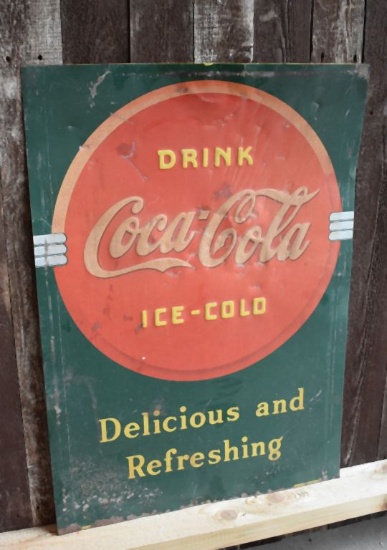 DRINK
Coca-Cola
ICE-COLD
Delicious and
Refreshing